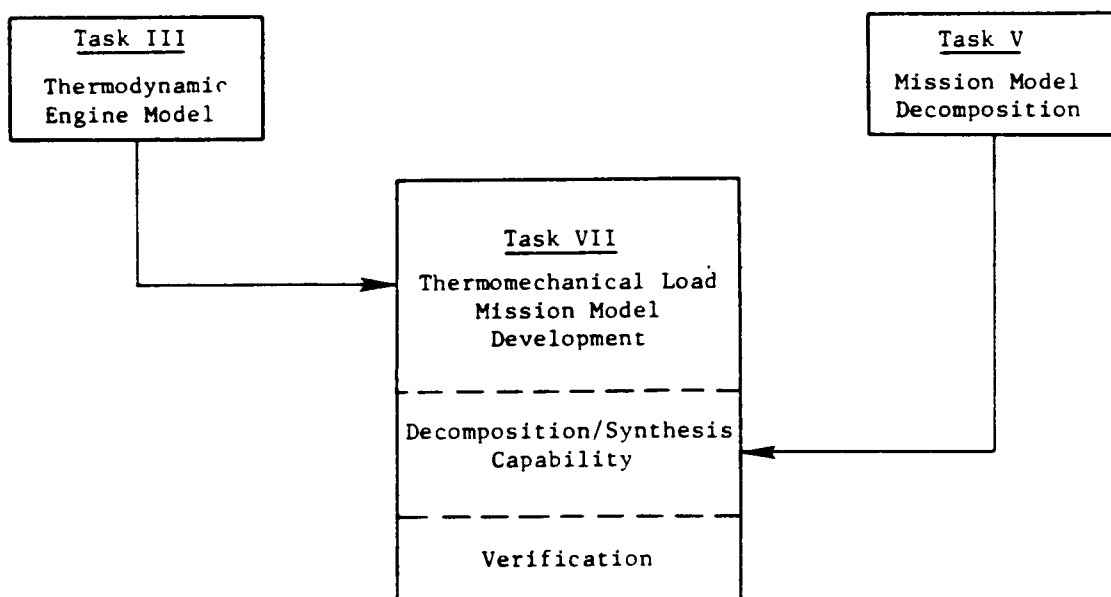 Task III
Thermodynamic
Engine Model
Task V
Mission Model
Decomposition
Task VII
Thermomechanical Load
Mission Model
Development
Decomposition/Synthesis
Capability
Verification